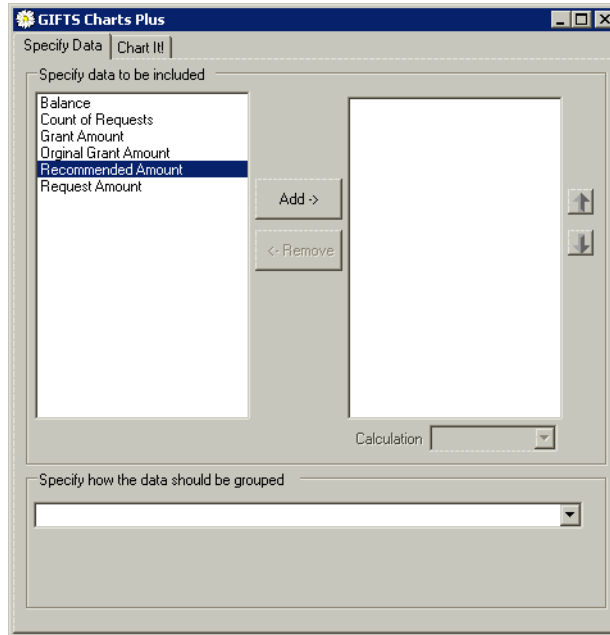 GIFTS Charts Plus
Specify Data
Chart It!
Specify data to be included
Balance
Count of Requests
Grant Amount
Orginal Grant Amount
Recommended Amount
Request Amount
Add ->
<- Remove
Calculation
Specify how the data should be grouped